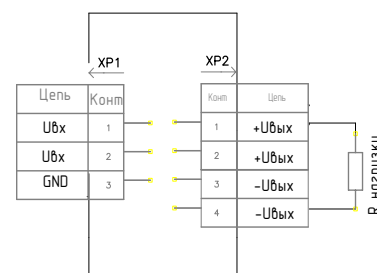 XP1
XP2
Цепь Конт
Uвх 1
Uвх 2
GND 3
Конт Цепь
1 +Uвых
2 +Uвых
3 -Uвых
4 -Uвых
R нагрузки